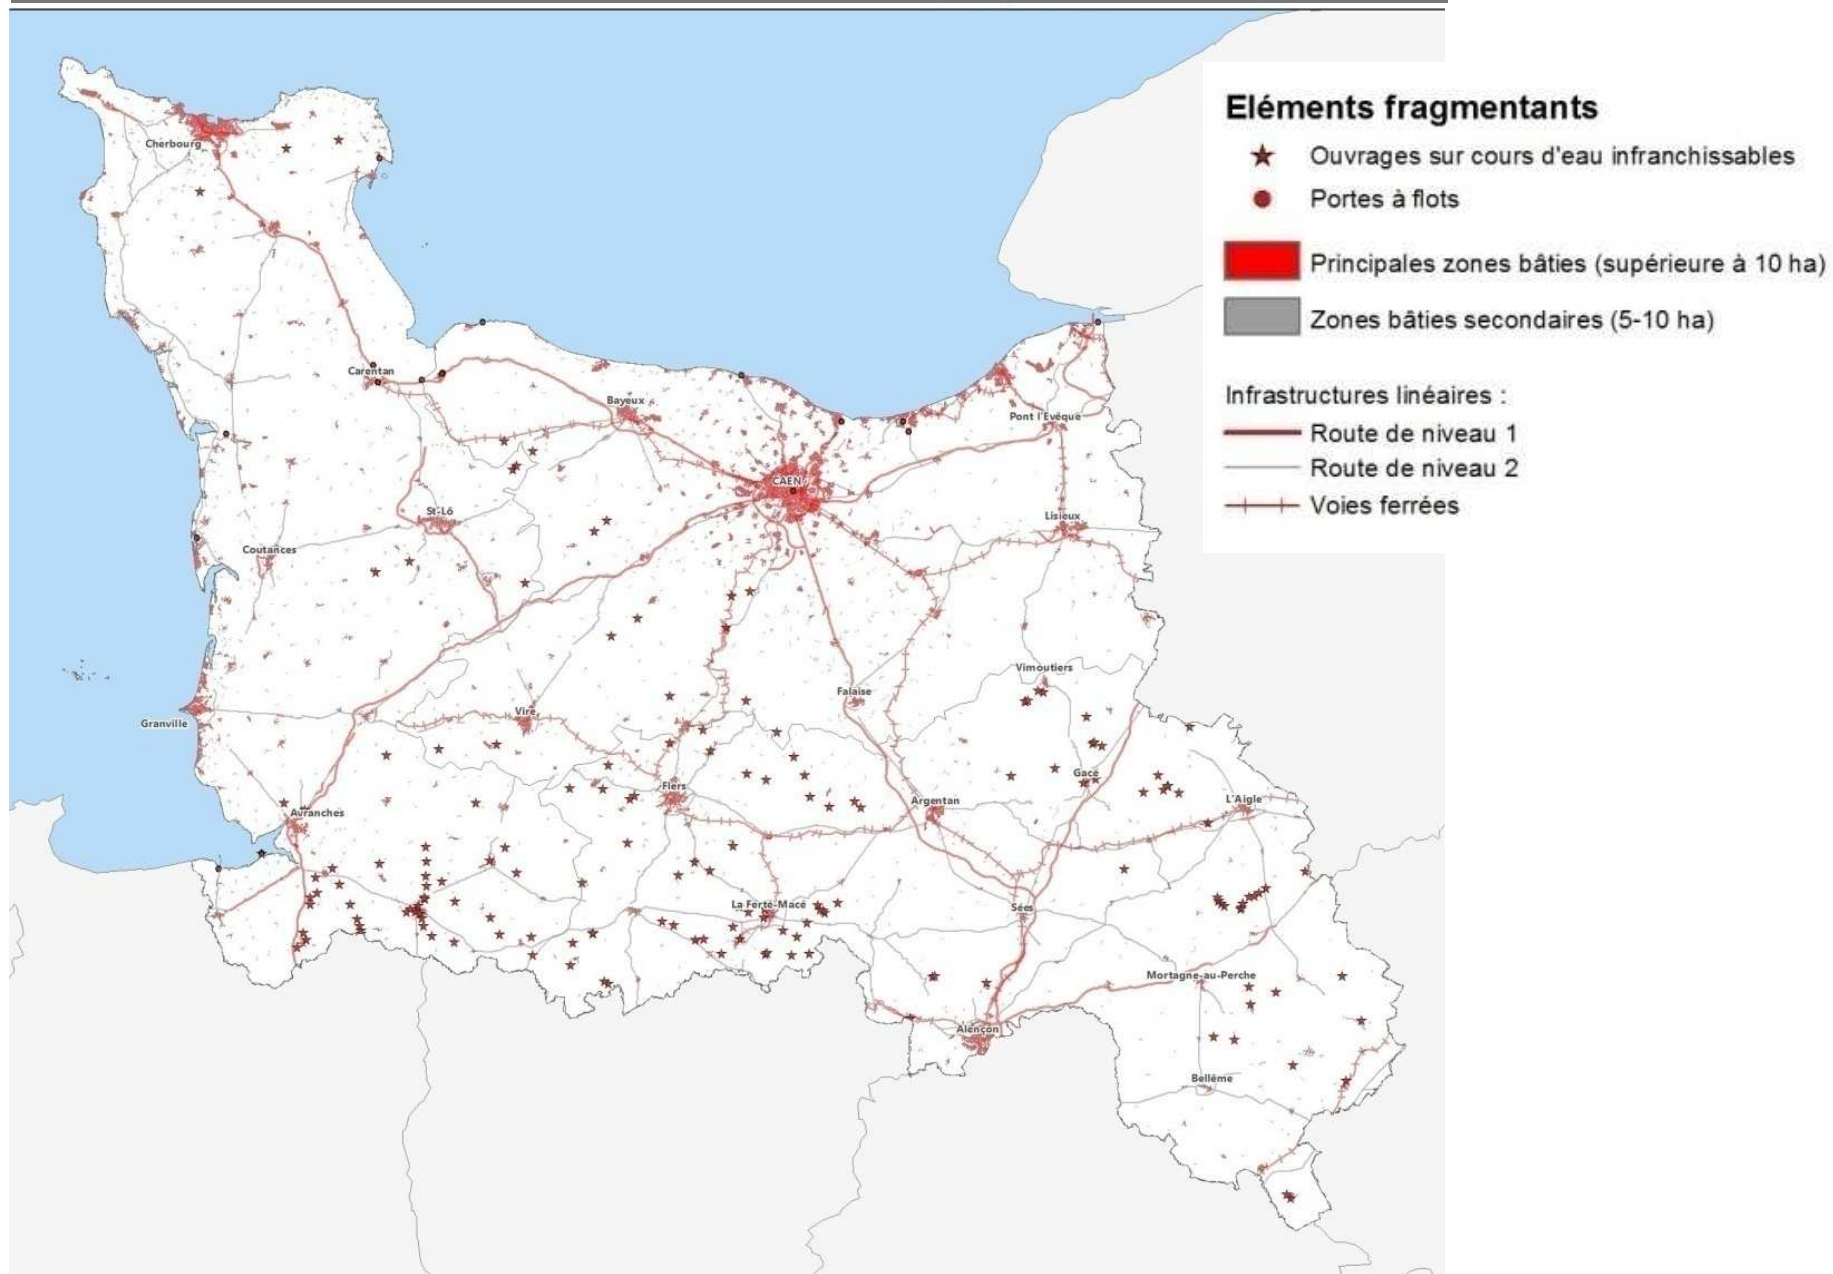 Eléments fragmentants
Ouvrages sur cours d'eau infranchissables
Portes à flots
Principales zones bâties (supérieure à 10 ha)
Zones bâties secondaires (5-10 ha)
Infrastructures linéaires :
Route de niveau 1
Route de niveau 2
Voies ferrées
Cherbourg
Carentan
Bayeux
Pont l'Evêque
CAEN
St-Lô
Lisieux
Coutances
Vimoutiers
Falaise
Vire
Granville
Gacé
Flers
Argentan
L'Aigle
Avranches
La Ferté-Macé
Sées
Mortagne-au-Perche
Alençon
Bellême